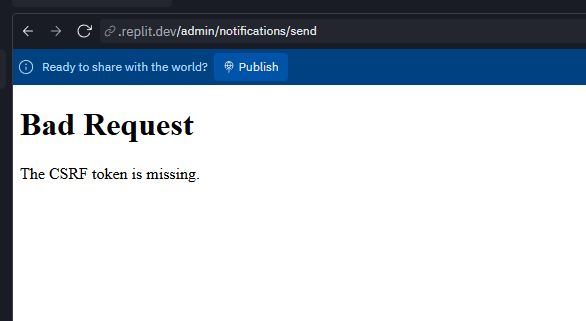 .replit.dev/admin/notifications/send
Ready to share with the world? Publish
Bad Request
The CSRF token is missing.